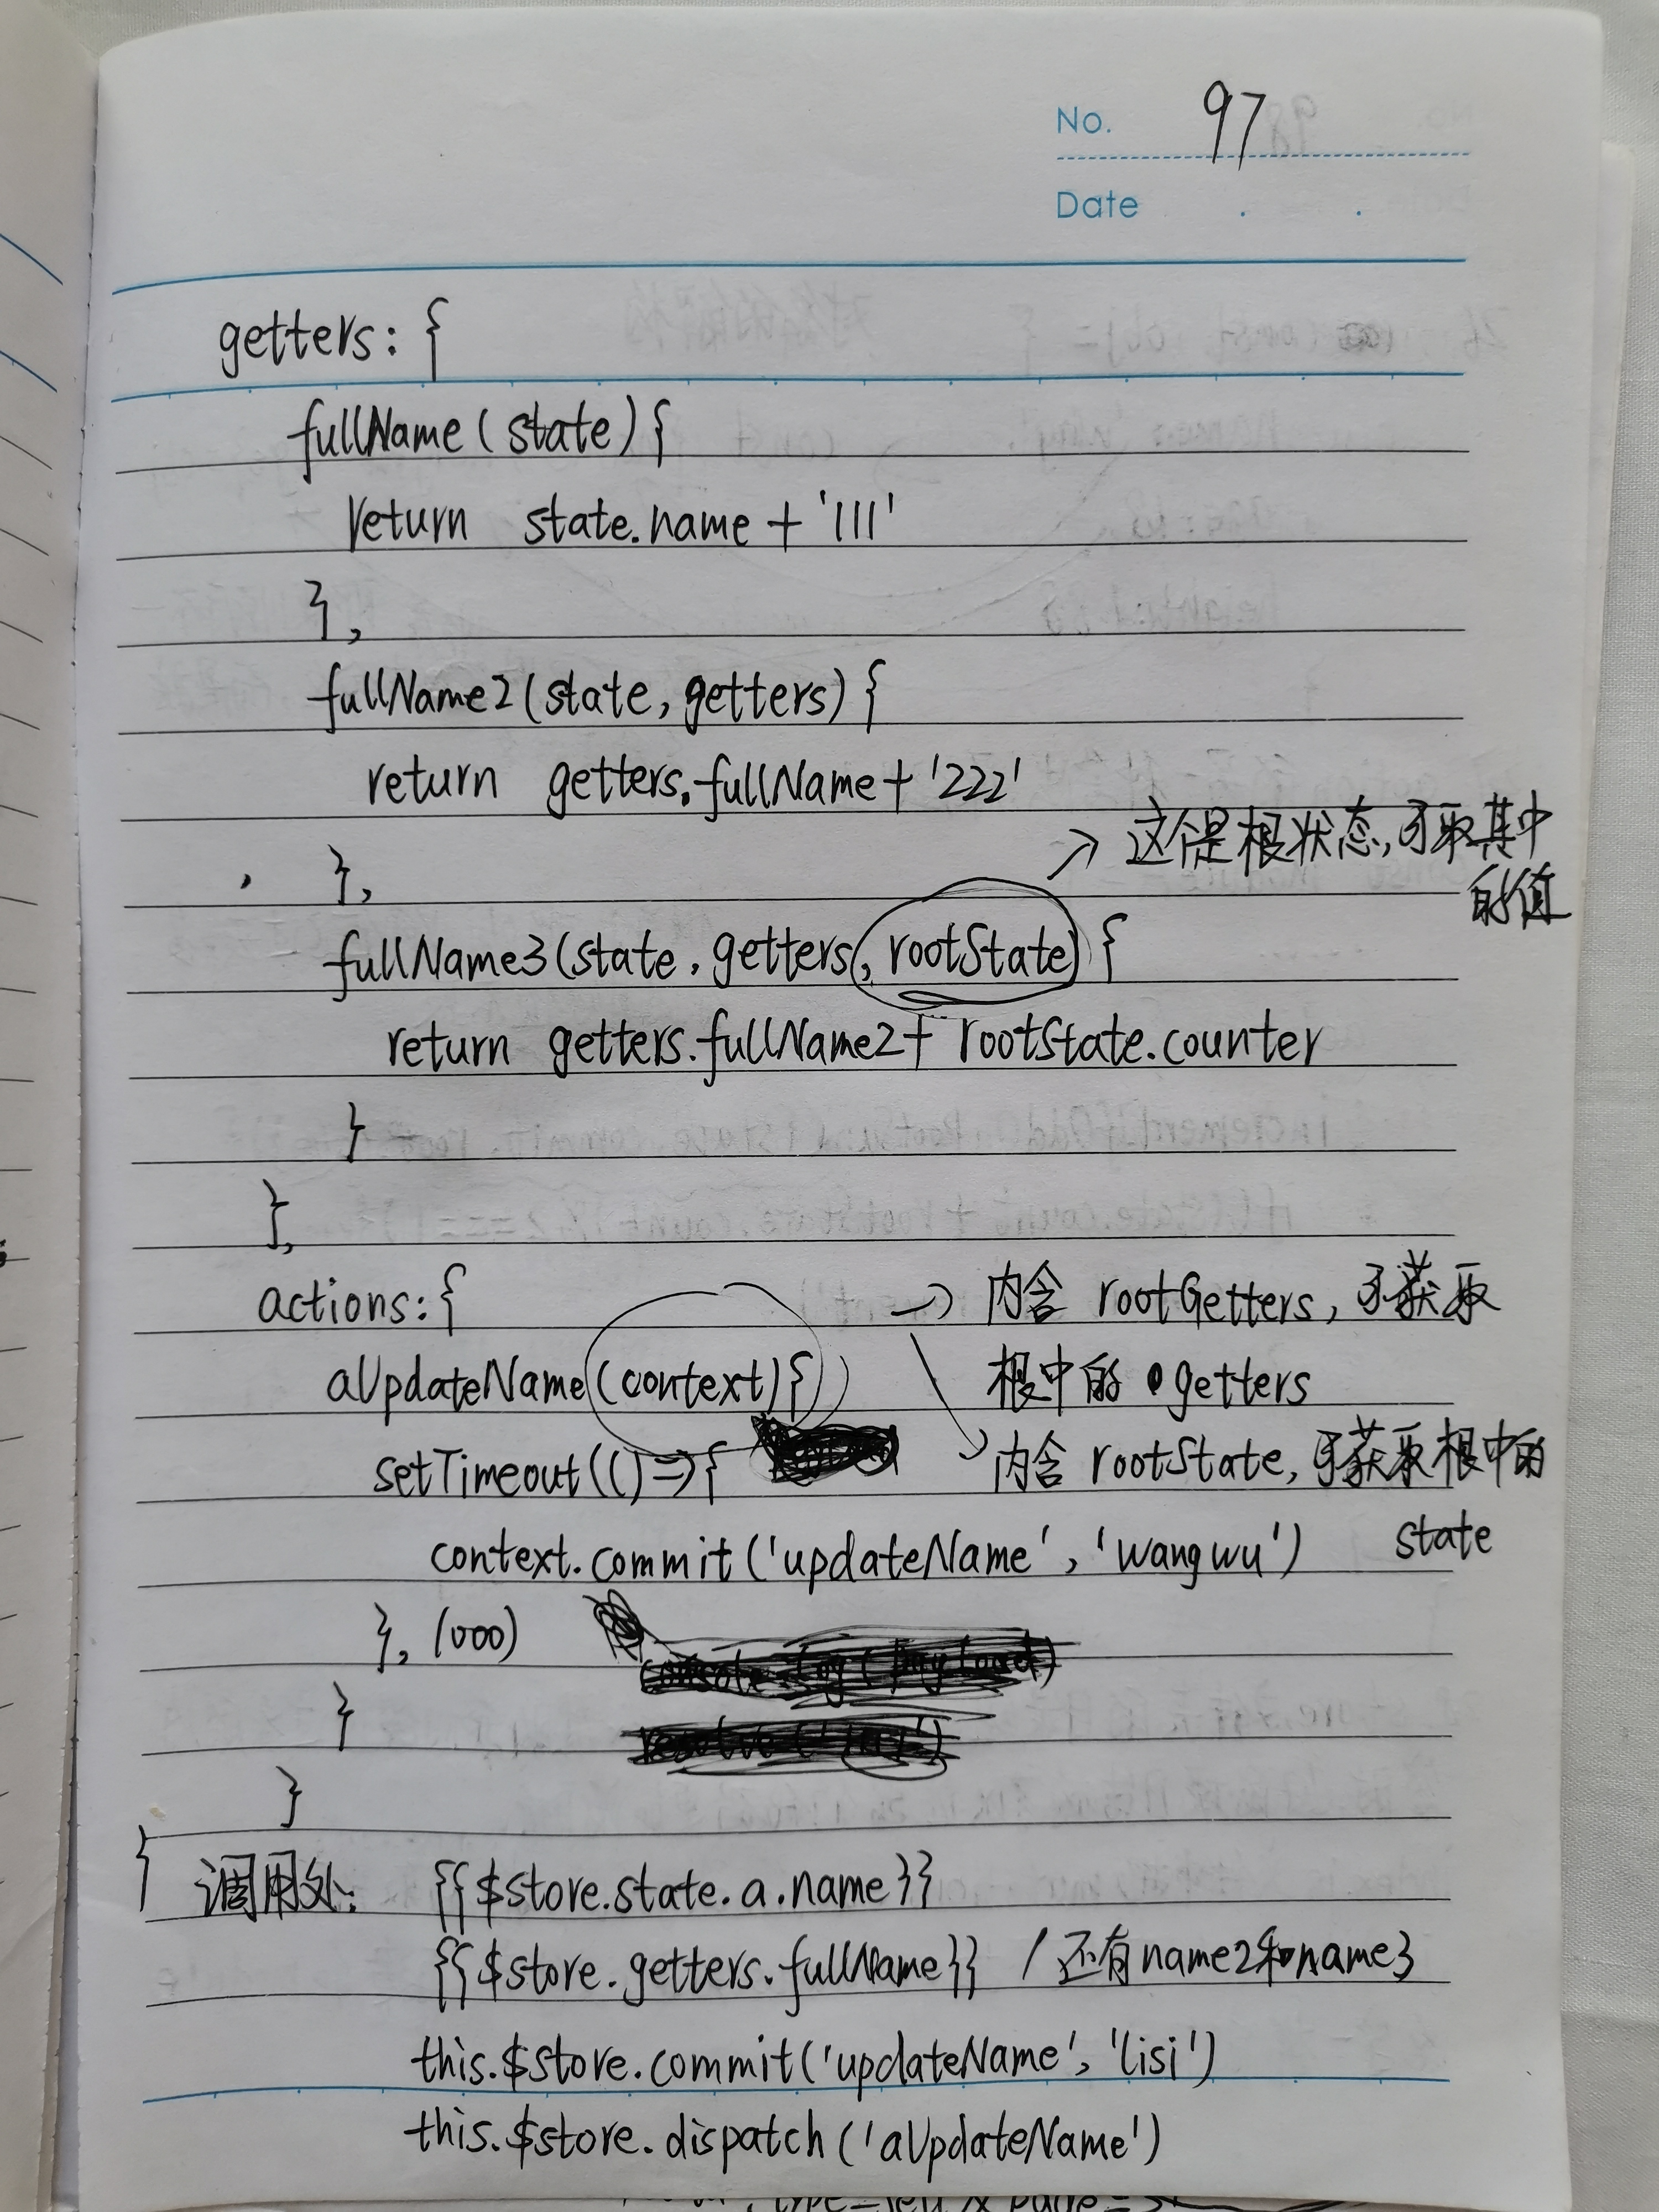 No. 97
Date . .
getters: {
fullName(state){
return state.name + '111'
},
fullName2(state, getters) {
return getters.fullName + '222'
→ 这个是根状态,可取其中
的值
},
fullName3(state, getters, rootState) {
return getters.fullName2 + rootState.counter
}
},
actions: {
→ 内含 rootGetters, 可获取
aUpdateName(context){
根中的 getters
setTimeout(() => {
→ 内含 rootState, 可获取根中的
state
context.commit('updateName', 'wangwu')
}, 1000)
}
}
}
调用处: {{$store.state.a.name}}
{{$store.getters.fullName}} / 还有name2和name3
this.$store.commit('updateName', 'lisi')
this.$store.dispatch('aUpdateName')